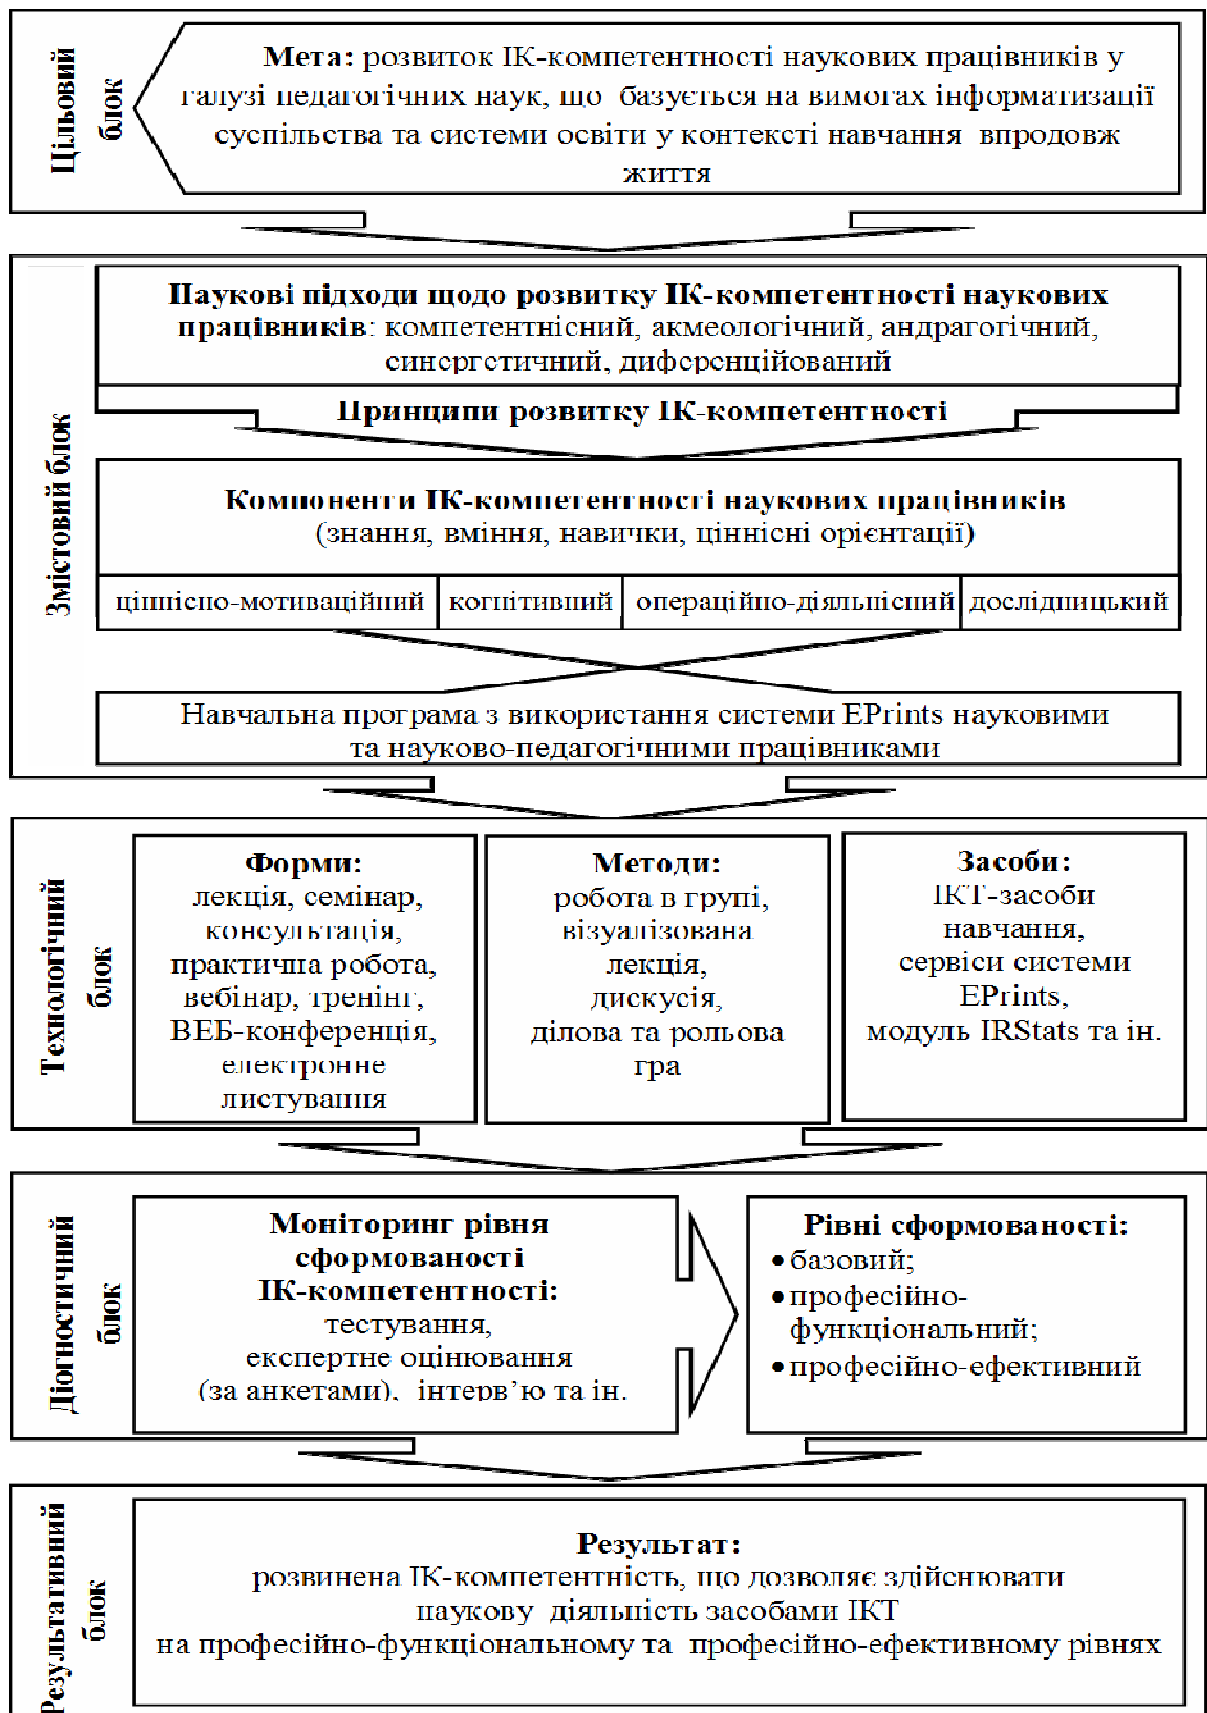 Цільовий
блок
Мета: розвиток ІК-компетентності наукових працівників у
галузі педагогічних наук, що базується на вимогах інформатизації
суспільства та системи освіти у контексті навчання впродовж
життя
Змістовий блок
Наукові підходи щодо розвитку ІК-компетентності наукових
працівників: компетентнісний, акмеологічний, андрагогічний,
синергетичний, диференційований
Принципи розвитку ІК-компетентності
Компоненти ІК-компетентності наукових працівників
(знання, вміння, навички, ціннісні орієнтації)
ціннісно-мотиваційний
когнітивний
операційно-діяльнісний
дослідницький
Навчальна програма з використання системи EPrints науковими
та науково-педагогічними працівниками
Технологічний
блок
Форми:
лекція, семінар,
консультація,
практична робота,
вебінар, тренінг,
ВЕБ-конференція,
електронне
листування
Методи:
робота в групі,
візуалізована
лекція,
дискусія,
ділова та рольова
гра
Засоби:
ІКТ-засоби
навчання,
сервіси системи
EPrints,
модуль IRStats та ін.
Діогностичний
блок
Моніторинг рівня
сформованості
ІК-компетентності:
тестування,
експертне оцінювання
(за анкетами), інтерв’ю та ін.
Рівні сформованості:
•базовий;
•професійно-
функціональний;
•професійно-ефективний
Результативний
блок
Результат:
розвинена ІК-компетентність, що дозволяє здійснювати
наукову діяльність засобами ІКТ
на професійно-функціональному та професійно-ефективному рівнях